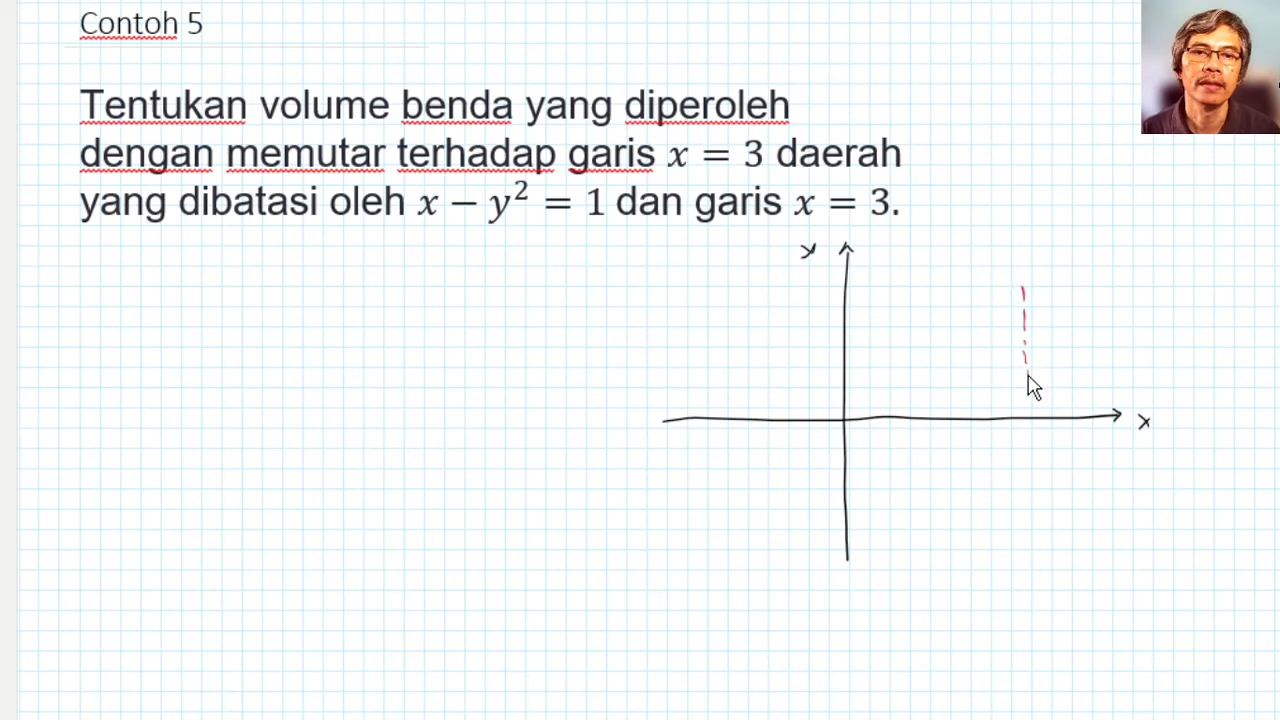 Contoh 5
Tentukan volume benda yang diperoleh
dengan memutar terhadap garis x = 3 daerah
yang dibatasi oleh x − y² = 1 dan garis x = 3.
y
x